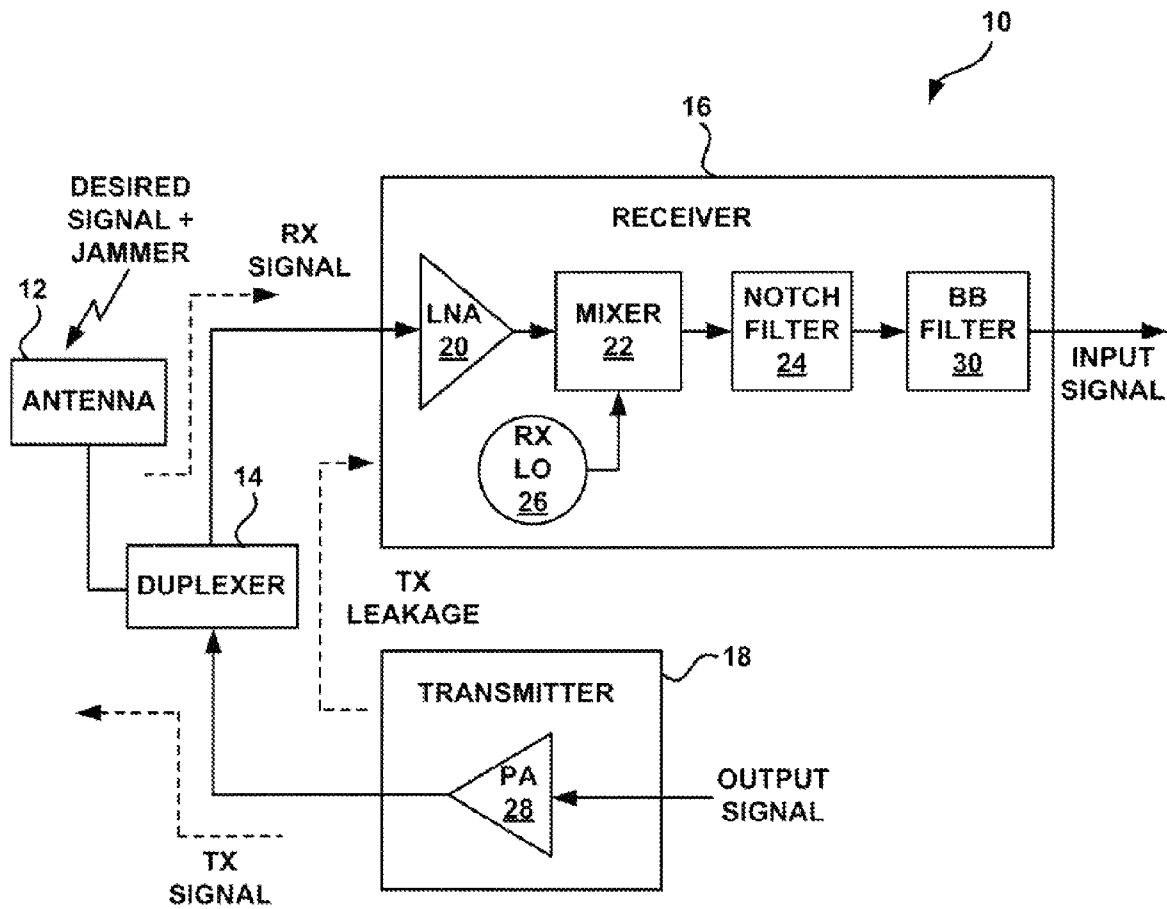 10
16
DESIRED
SIGNAL +
JAMMER
RX
SIGNAL
RECEIVER
12
ANTENNA
LNA
20
MIXER
22
NOTCH
FILTER
24
BB
FILTER
30
INPUT
SIGNAL
RX
LO
26
14
DUPLEXER
TX
LEAKAGE
18
TRANSMITTER
PA
28
OUTPUT
SIGNAL
TX
SIGNAL